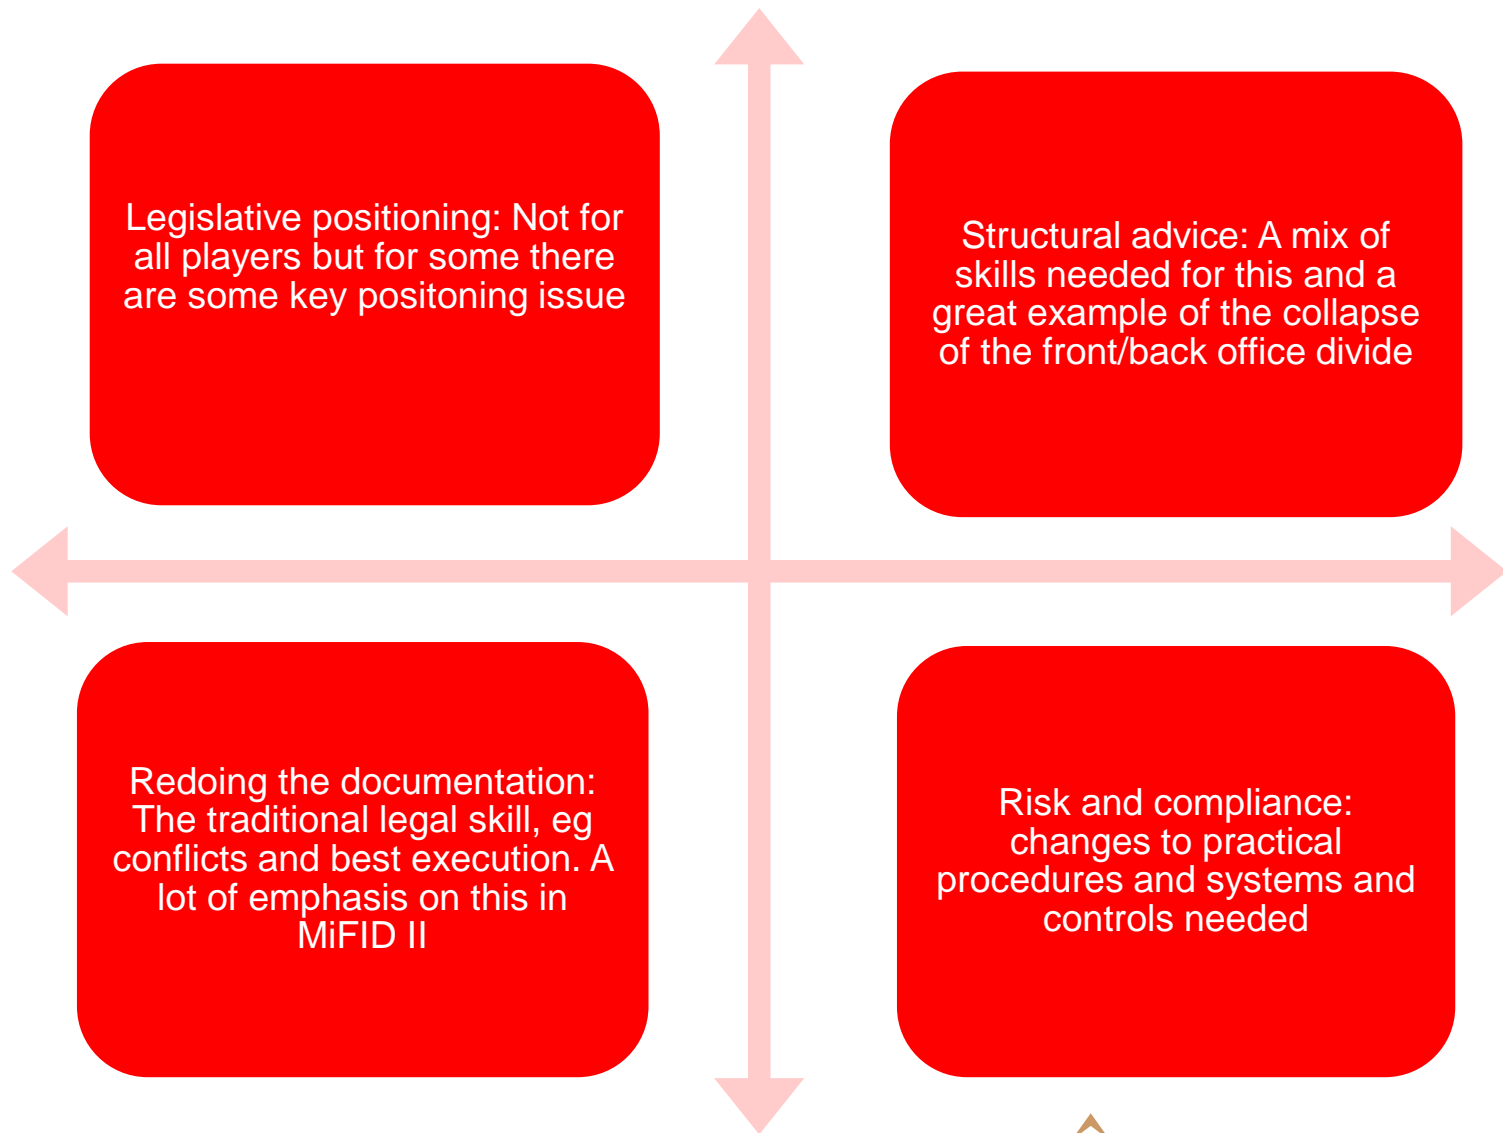 Legislative positioning: Not for
all players but for some there
are some key positoning issue
Structural advice: A mix of
skills needed for this and a
great example of the collapse
of the front/back office divide
Redoing the documentation:
The traditional legal skill, eg
conflicts and best execution. A
lot of emphasis on this in
MiFID II
Risk and compliance:
changes to practical
procedures and systems and
controls needed